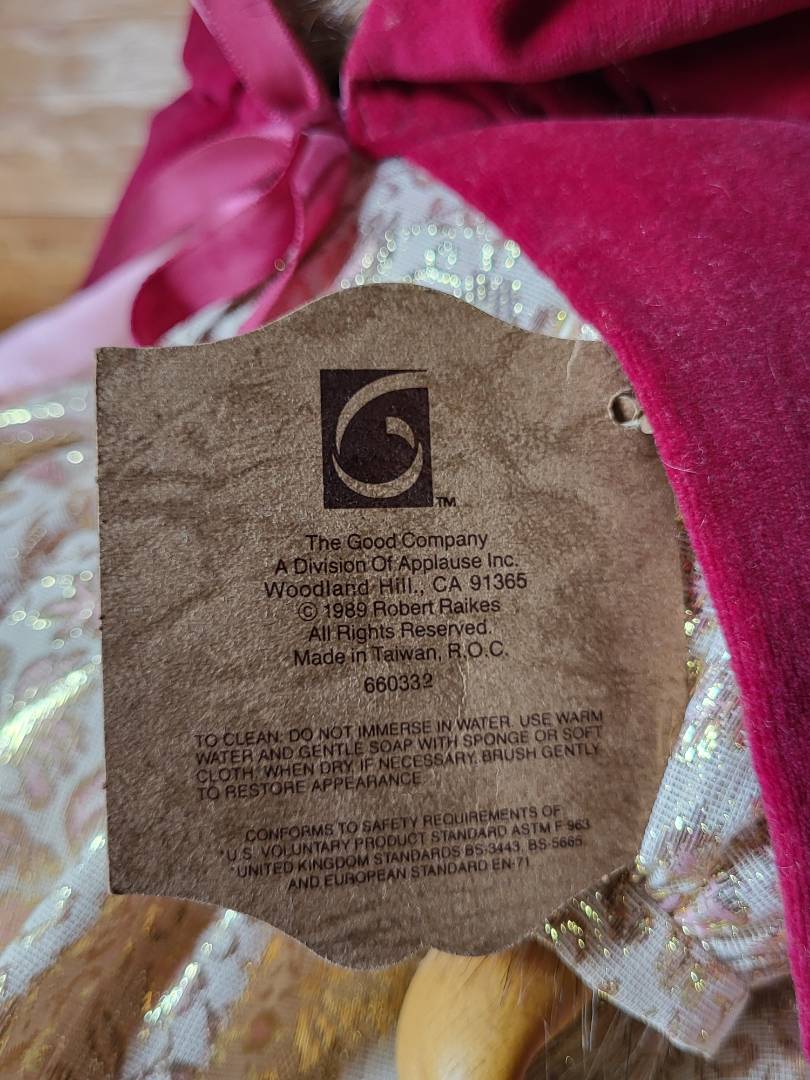 TM
The Good Company
A Division Of Applause Inc.
Woodland Hill., CA 91365
© 1989 Robert Raikes
All Rights Reserved.
Made in Taiwan, R.O.C.
660332
TO CLEAN: DO NOT IMMERSE IN WATER. USE WARM
WATER AND GENTLE SOAP WITH SPONGE OR SOFT
CLOTH. WHEN DRY, IF NECESSARY, BRUSH GENTLY
TO RESTORE APPEARANCE.
CONFORMS TO SAFETY REQUIREMENTS OF
*U.S. VOLUNTARY PRODUCT STANDARD ASTM F-963
*UNITED KINGDOM STANDARDS BS-3443, BS-5665,
AND EUROPEAN STANDARD EN-71.